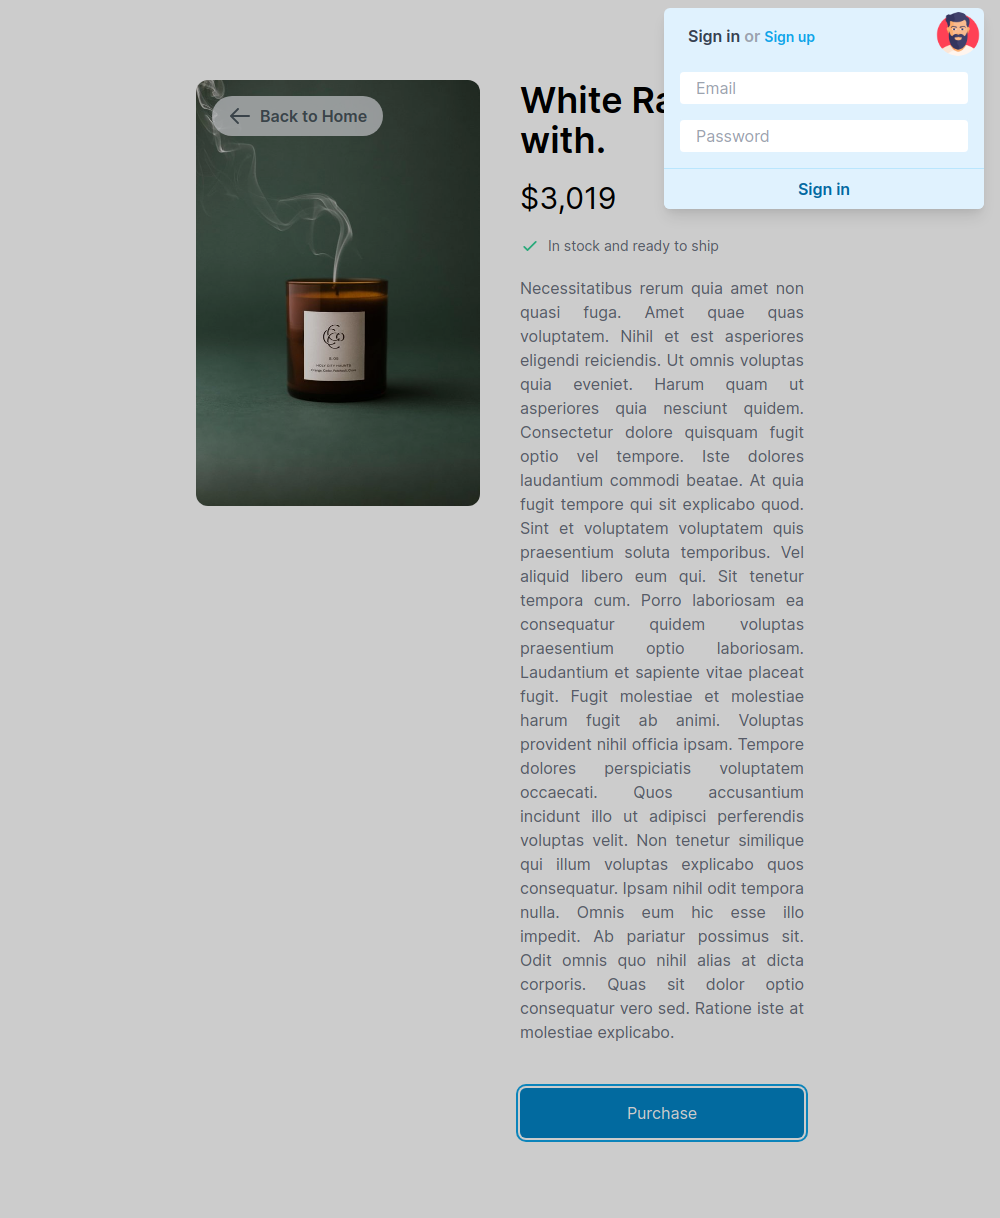 Sign in or Sign up
Email
Password
Sign in
Back to Home
White Ra
with.
$3,019
In stock and ready to ship
Necessitatibus rerum quia amet non
quasi fuga. Amet quae quas
voluptatem. Nihil et est asperiores
eligendi reiciendis. Ut omnis voluptas
quia eveniet. Harum quam ut
asperiores quia nesciunt quidem.
Consectetur dolore quisquam fugit
optio vel tempore. Iste dolores
laudantium commodi beatae. At quia
fugit tempore qui sit explicabo quod.
Sint et voluptatem voluptatem quis
praesentium soluta temporibus. Vel
aliquid libero eum qui. Sit tenetur
tempora cum. Porro laboriosam ea
consequatur quidem voluptas
praesentium optio laboriosam.
Laudantium et sapiente vitae placeat
fugit. Fugit molestiae et molestiae
harum fugit ab animi. Voluptas
provident nihil officia ipsam. Tempore
dolores perspiciatis voluptatem
occaecati. Quos accusantium
incidunt illo ut adipisci perferendis
voluptas velit. Non tenetur similique
qui illum voluptas explicabo quos
consequatur. Ipsam nihil odit tempora
nulla. Omnis eum hic esse illo
impedit. Ab pariatur possimus sit.
Odit omnis quo nihil alias at dicta
corporis. Quas sit dolor optio
consequatur vero sed. Ratione iste at
molestiae explicabo.
Purchase